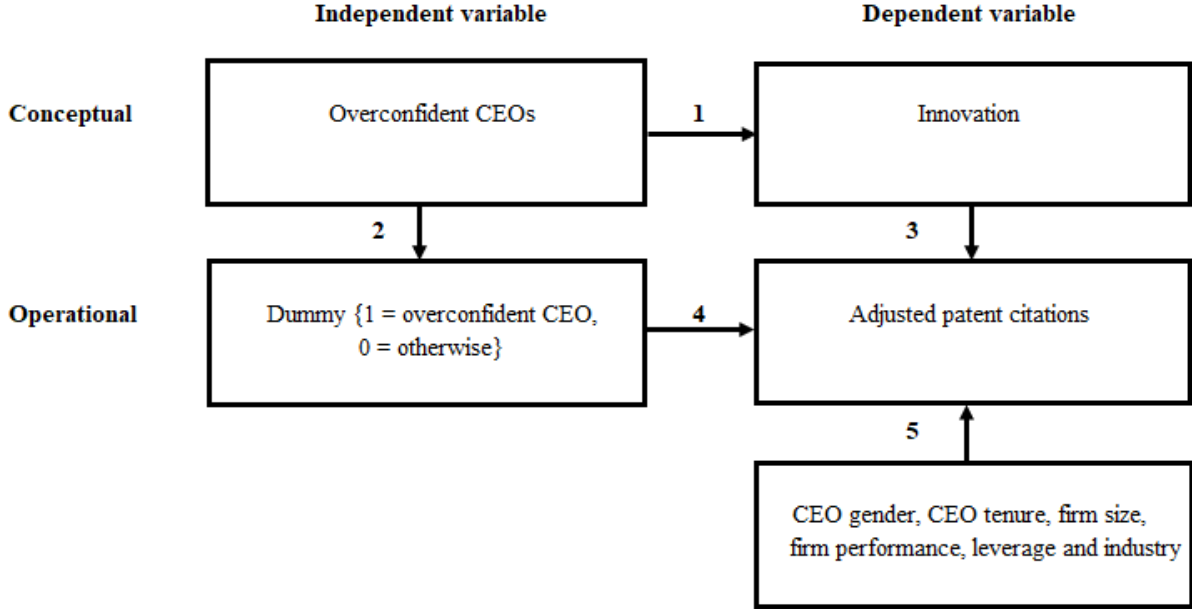 Independent variable
Dependent variable
Conceptual
Overconfident CEOs
1
Innovation
2
3
Operational
Dummy {1 = overconfident CEO,
0 = otherwise}
4
Adjusted patent citations
5
CEO gender, CEO tenure, firm size,
firm performance, leverage and industry